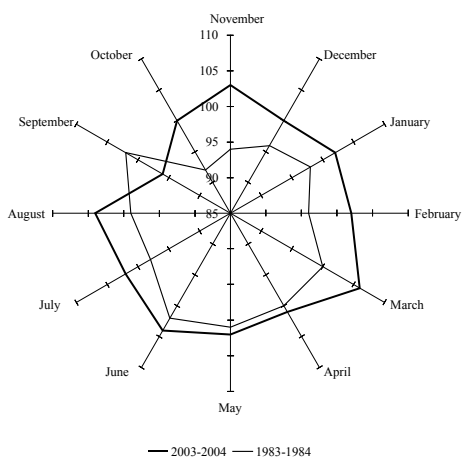 November
110
October
December
105
September
100
January
95
90
August
85
February
July
March
June
April
May
2003-2004
1983-1984